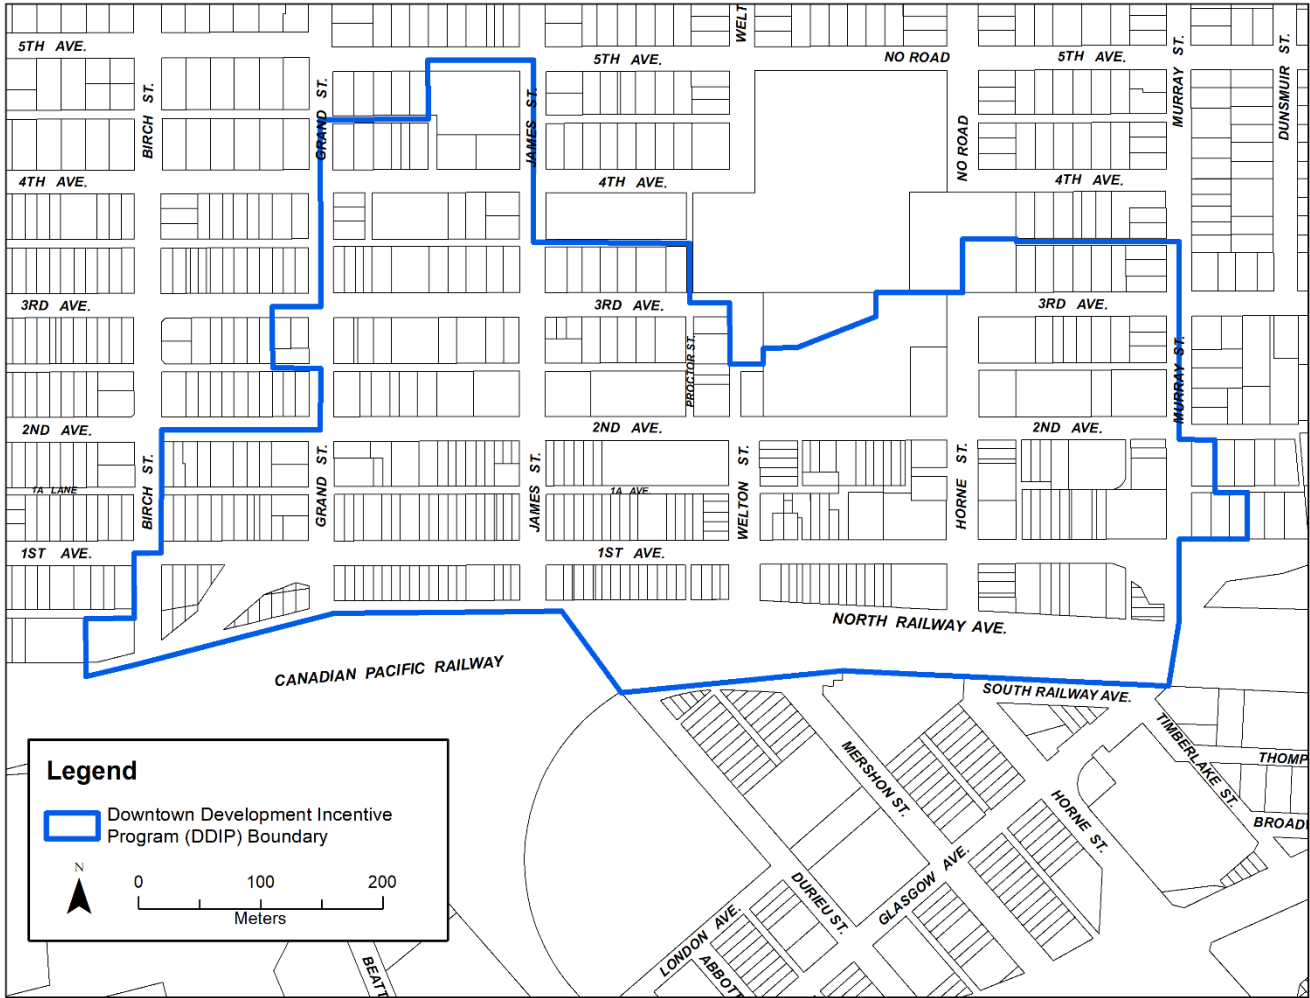 WELT
5TH AVE.
5TH AVE.
NO ROAD
5TH AVE.
MURRAY ST.
DUNSMUIR ST.
BIRCH ST.
GRAND ST.
JAMES ST.
NO ROAD
4TH AVE.
4TH AVE.
4TH AVE.
3RD AVE.
3RD AVE.
3RD AVE.
PROCTOR ST.
MURRAY ST.
2ND AVE.
2ND AVE.
2ND AVE.
BIRCH ST.
GRAND ST.
JAMES ST.
WELTON ST.
HORNE ST.
1A LANE
1A AVE.
1ST AVE.
1ST AVE.
NORTH RAILWAY AVE.
CANADIAN PACIFIC RAILWAY
SOUTH RAILWAY AVE.
TIMBERLAKE ST.
THOMP
MERSHON ST.
HORNE ST.
BROADW
GLASGOW AVE.
DURIEU ST.
LONDON AVE.
ABBOTT
BEATT
Legend
Downtown Development Incentive
Program (DDIP) Boundary
N
0 100 200
Meters